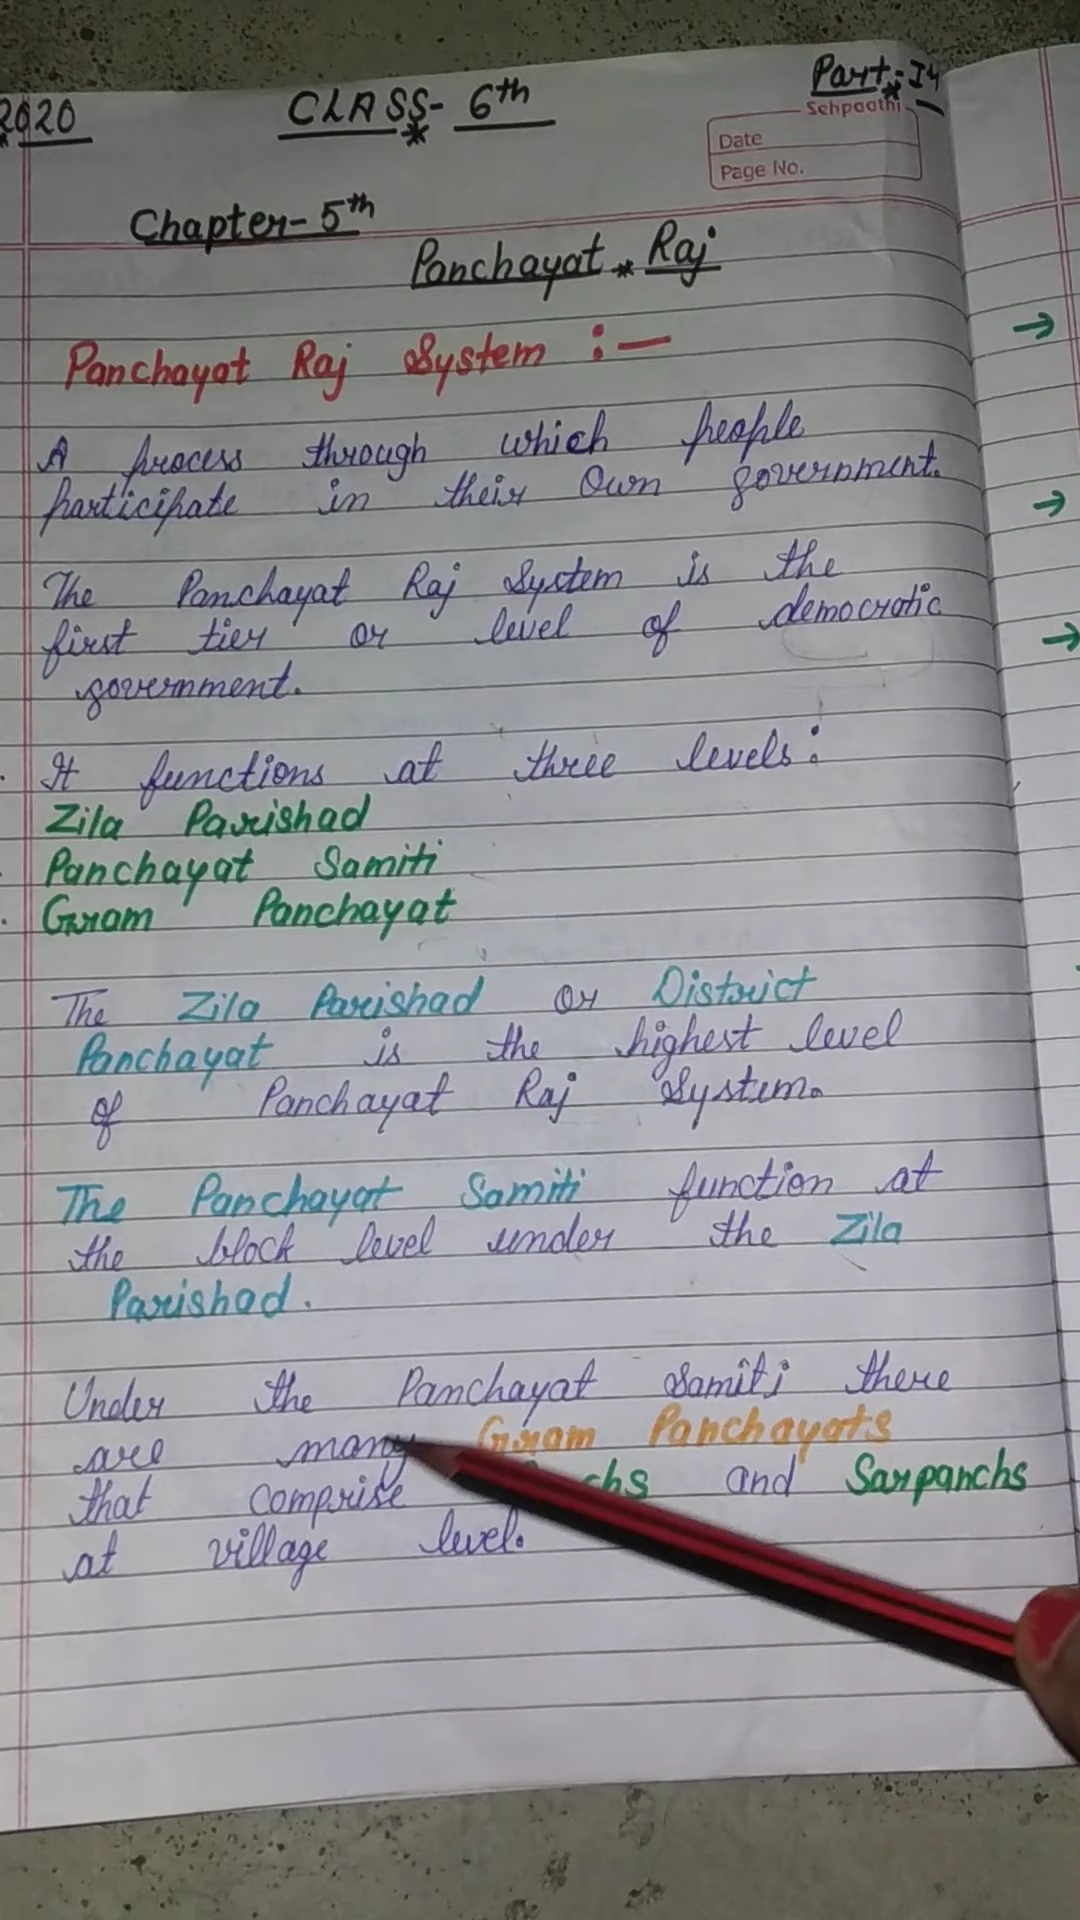 2020
CLASS- 6th
Part-I
Sehpaathi
Date
Page No.
Chapter- 5th
Panchayat Raj
Panchayat Raj System :-
A process through which people
participate in their own government.
The Panchayat Raj System is the
first tier or level of democratic
government.
It functions at three levels:
Zila Parishad
Panchayat Samiti
Gram Panchayat
The Zila Parishad or District
Panchayat is the highest level
of Panchayat Raj System.
The Panchayat Samiti function at
the block level under the Zila
Parishad.
Under the Panchayat Samiti there
are many Gram Panchayats
that comprise and Sarpanchs
at village level.